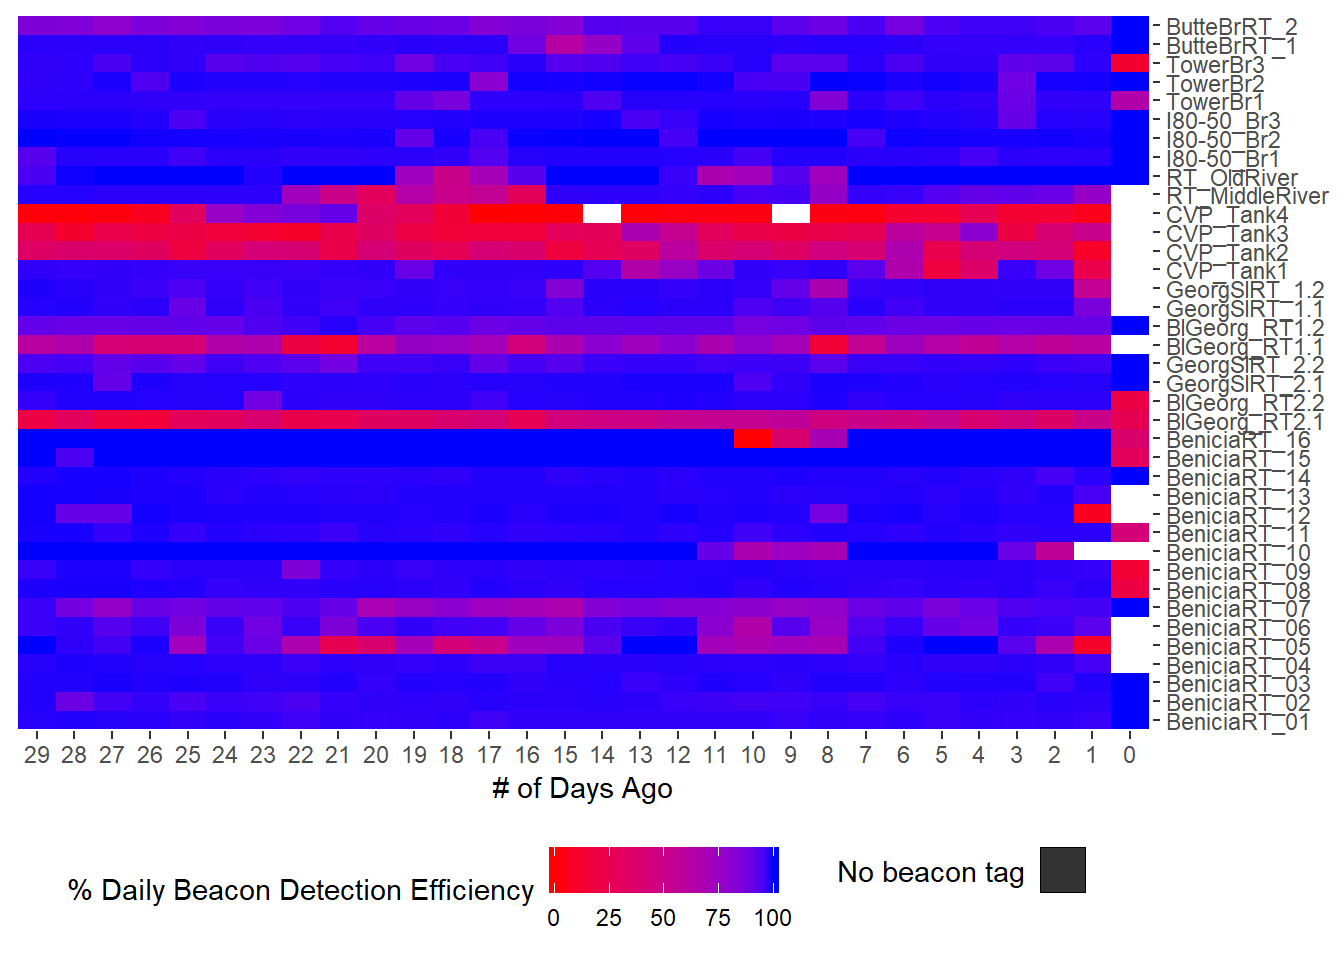 ButteBrRT_2
ButteBrRT_1
TowerBr3
TowerBr2
TowerBr1
I80-50_Br3
I80-50_Br2
I80-50_Br1
RT_OldRiver
RT_MiddleRiver
CVP_Tank4
CVP_Tank3
CVP_Tank2
CVP_Tank1
GeorgSlRT_1.2
GeorgSlRT_1.1
BlGeorg_RT1.2
BlGeorg_RT1.1
GeorgSlRT_2.2
GeorgSlRT_2.1
BlGeorg_RT2.2
BlGeorg_RT2.1
BeniciaRT_16
BeniciaRT_15
BeniciaRT_14
BeniciaRT_13
BeniciaRT_12
BeniciaRT_11
BeniciaRT_10
BeniciaRT_09
BeniciaRT_08
BeniciaRT_07
BeniciaRT_06
BeniciaRT_05
BeniciaRT_04
BeniciaRT_03
BeniciaRT_02
BeniciaRT_01
29 28 27 26 25 24 23 22 21 20 19 18 17 16 15 14 13 12 11 10 9 8 7 6 5 4 3 2 1 0
# of Days Ago
% Daily Beacon Detection Efficiency
0 25 50 75 100
No beacon tag